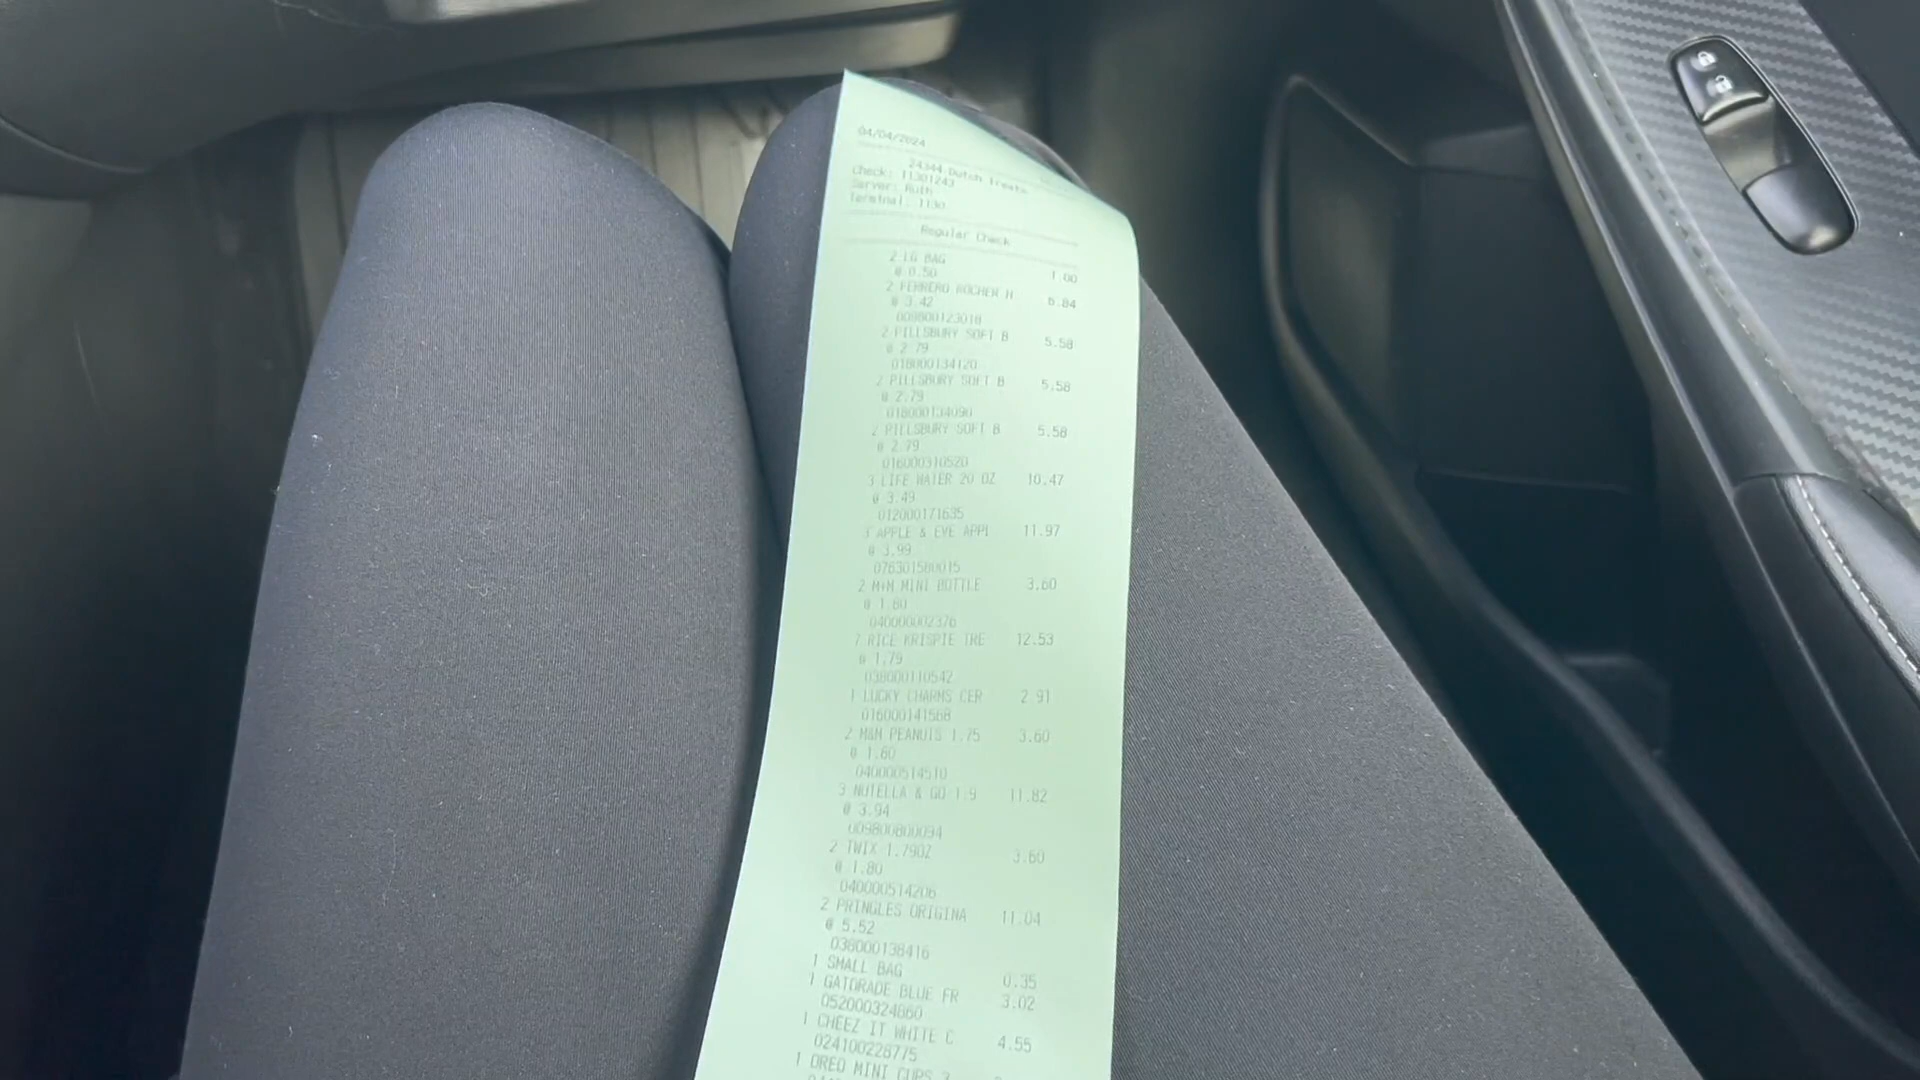 04/04/2024
24344 Dutch Treats
Check: 11301243
Server: Ruth
Terminal: 1130
Regular Check
2 LG BAG 1.00
@ 0.50
2 FERRERO ROCHER H 6.84
@ 3.42
009800123018
2 PILLSBURY SOFT B 5.58
@ 2.79
018000134120
2 PILLSBURY SOFT B 5.58
@ 2.79
018000134090
2 PILLSBURY SOFT B 5.58
@ 2.79
016000310520
3 LIFE WATER 20 OZ 10.47
@ 3.49
012000171635
3 APPLE & EVE APPL 11.97
@ 3.99
076301580015
2 M+M MINI BOTTLE 3.60
@ 1.80
040000002376
7 RICE KRISPIE TRE 12.53
@ 1.79
038000110542
1 LUCKY CHARMS CER 2.91
016000141568
2 M&M PEANUTS 1.75 3.60
@ 1.80
040000514510
3 NUTELLA & GO 1.9 11.82
@ 3.94
009800800094
2 TWIX 1.79OZ 3.60
@ 1.80
040000514206
2 PRINGLES ORIGINA 11.04
@ 5.52
038000138416
1 SMALL BAG 0.35
1 GATORADE BLUE FR 3.02
052000324860
1 CHEEZ IT WHITE C 4.55
024100228775
1 OREO MINI CUPS 3